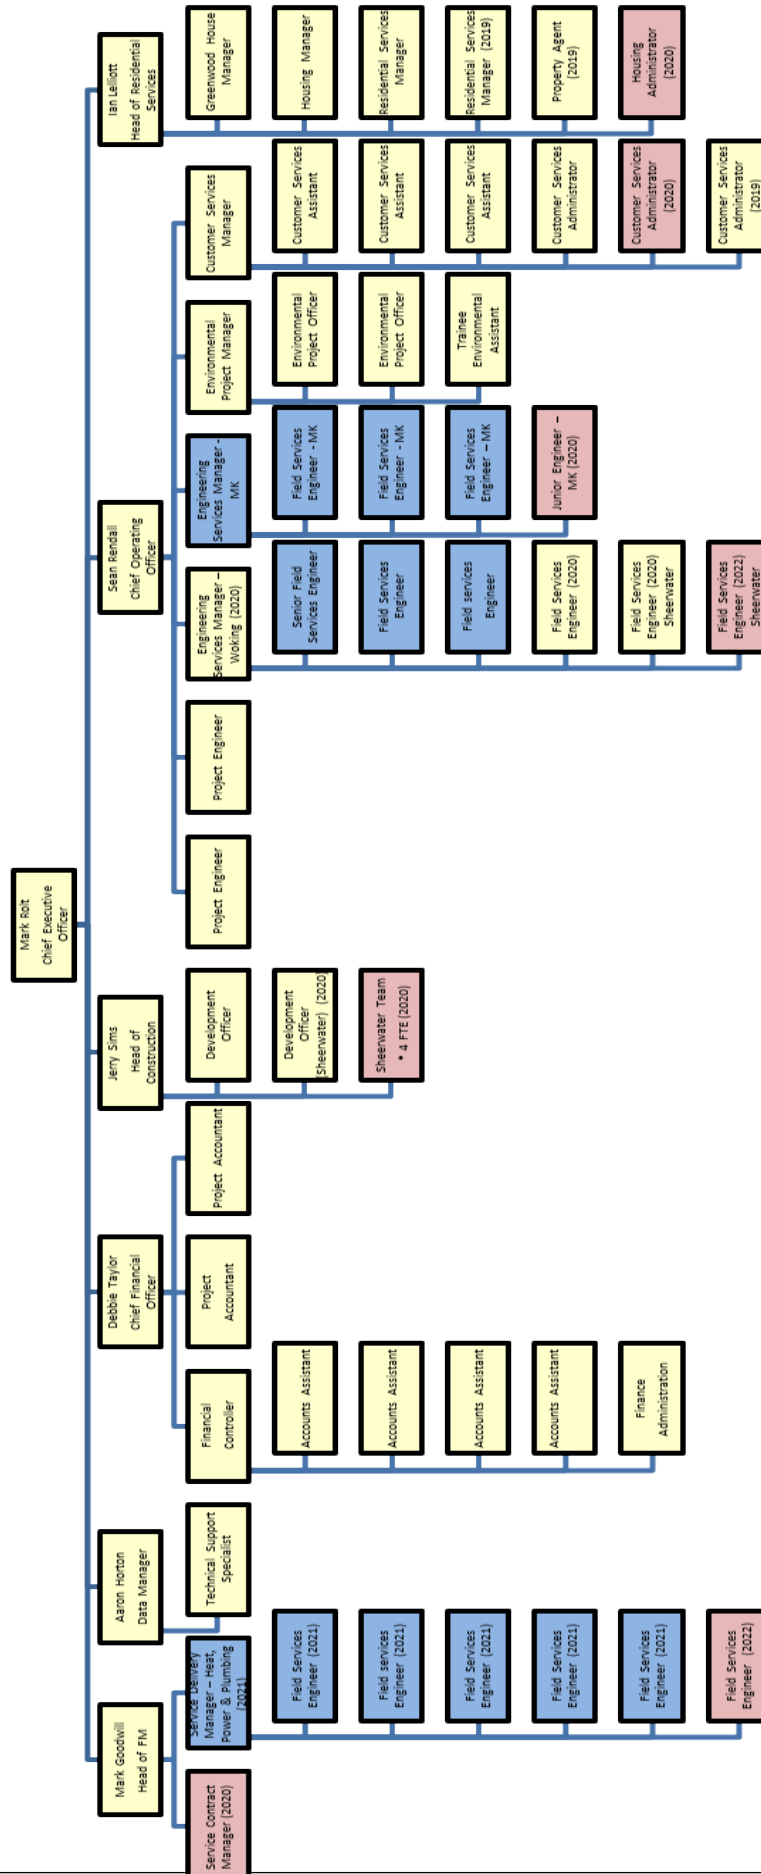 Mark Roit
Chief Executive
Officer
Mark Goodwill
Head of FM
Aaron Horton
Data Manager
Debbie Taylor
Chief Financial
Officer
Jerry Sims
Head of
Construction
Sean Rendall
Chief Operating
Officer
Ian Lelliott
Head of Residential
Services
Service Contract
Manager (2020)
Service Delivery
Manager – Heat,
Power & Plumbing
(2021)
Field Services
Engineer (2021)
Field services
Engineer (2021)
Field Services
Engineer (2021)
Field Services
Engineer (2021)
Field Services
Engineer (2021)
Field Services
Engineer (2022)
Technical Support
Specialist
Financial
Controller
Accounts Assistant
Accounts Assistant
Accounts Assistant
Accounts Assistant
Finance
Administration
Project
Accountant
Project Accountant
Development
Officer
Development
Officer
(Sheerwater) (2020)
Sheerwater Team
* 4 FTE (2020)
Project Engineer
Project Engineer
Engineering
Services Manager –
Woking (2020)
Senior Field
Services Engineer
Field Services
Engineer
Field services
Engineer
Field Services
Engineer (2020)
Field Services
Engineer (2020)
Sheerwater
Field Services
Engineer (2022)
Sheerwater
Engineering
Services Manager -
MK
Field Services
Engineer - MK
Field Services
Engineer - MK
Field Services
Engineer – MK
Junior Engineer –
MK (2020)
Environmental
Project Manager
Environmental
Project Officer
Environmental
Project Officer
Trainee
Environmental
Assistant
Customer Services
Manager
Customer Services
Assistant
Customer Services
Assistant
Customer Services
Assistant
Customer Services
Administrator
Customer Services
Administrator
(2020)
Customer Services
Administrator
(2019)
Greenwood House
Manager
Housing Manager
Residential Services
Manager
Residential Services
Manager (2019)
Property Agent
(2019)
Housing
Administrator
(2020)